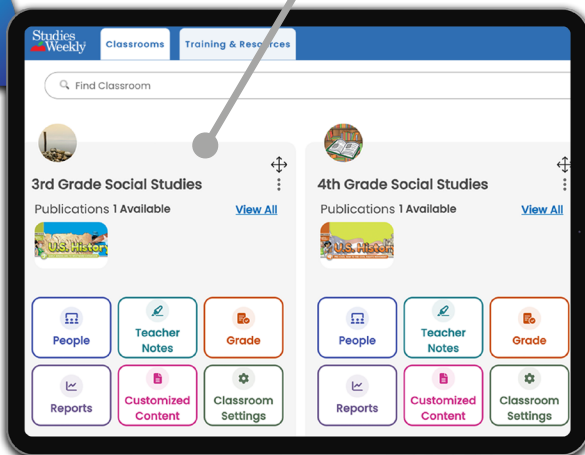 Studies
Weekly
Classrooms
Training & Resources
Find Classroom
3rd Grade Social Studies
Publications 1 Available
View All
U.S. History
People
Teacher
Notes
Grade
Reports
Customized
Content
Classroom
Settings
4th Grade Social Studies
Publications 1 Available
View All
U.S. History
People
Teacher
Notes
Grade
Reports
Customized
Content
Classroom
Settings